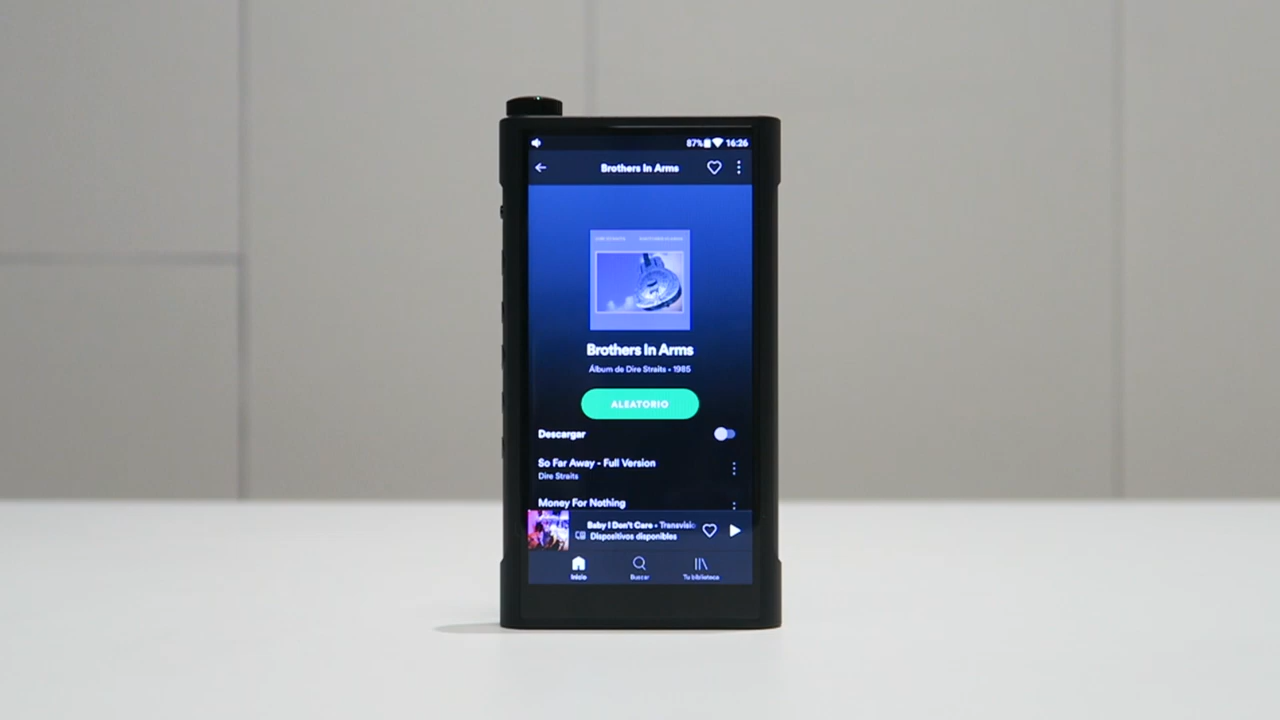 87% 16:26
Brothers In Arms
Brothers In Arms
Álbum de Dire Straits • 1985
ALEATORIO
Descargar
So Far Away - Full Version
Dire Straits
Money For Nothing
Baby I Don't Care • Transvisio
Dispositivos disponibles
Inicio Buscar Tu biblioteca